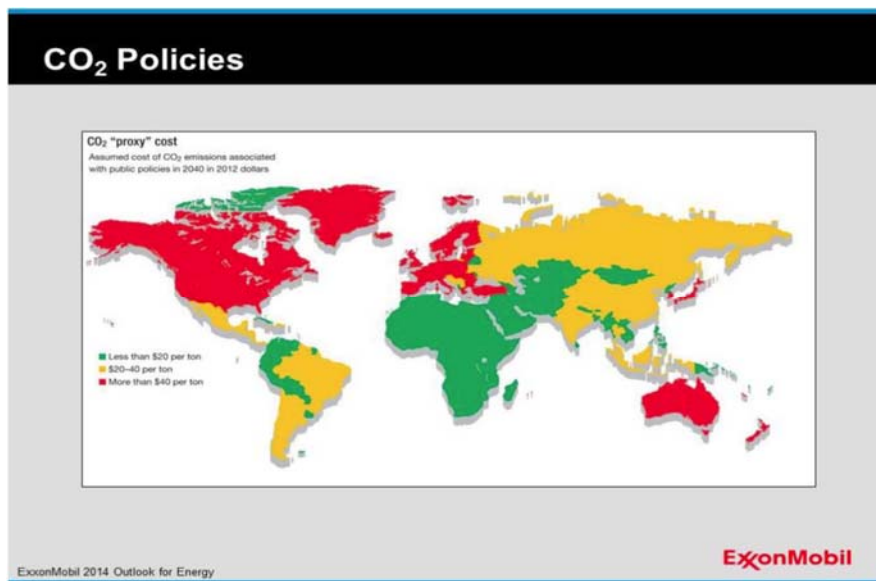 CO₂ Policies
CO₂ "proxy" cost
Assumed cost of CO₂ emissions associated
with public policies in 2040 in 2012 dollars
Less than $20 per ton
$20–40 per ton
More than $40 per ton
ExxonMobil
ExxonMobil 2014 Outlook for Energy